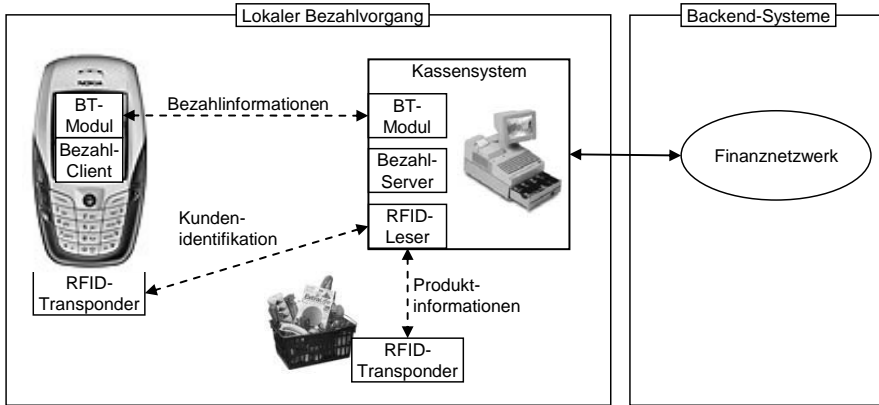 Lokaler Bezahlvorgang
Backend-Systeme
NOKIA
BT-
Modul
Bezahl-
Client
Bezahlinformationen
Kassensystem
BT-
Modul
Bezahl-
Server
RFID-
Leser
Finanznetzwerk
Kunden-
identifikation
RFID-
Transponder
Produkt-
informationen
RFID-
Transponder